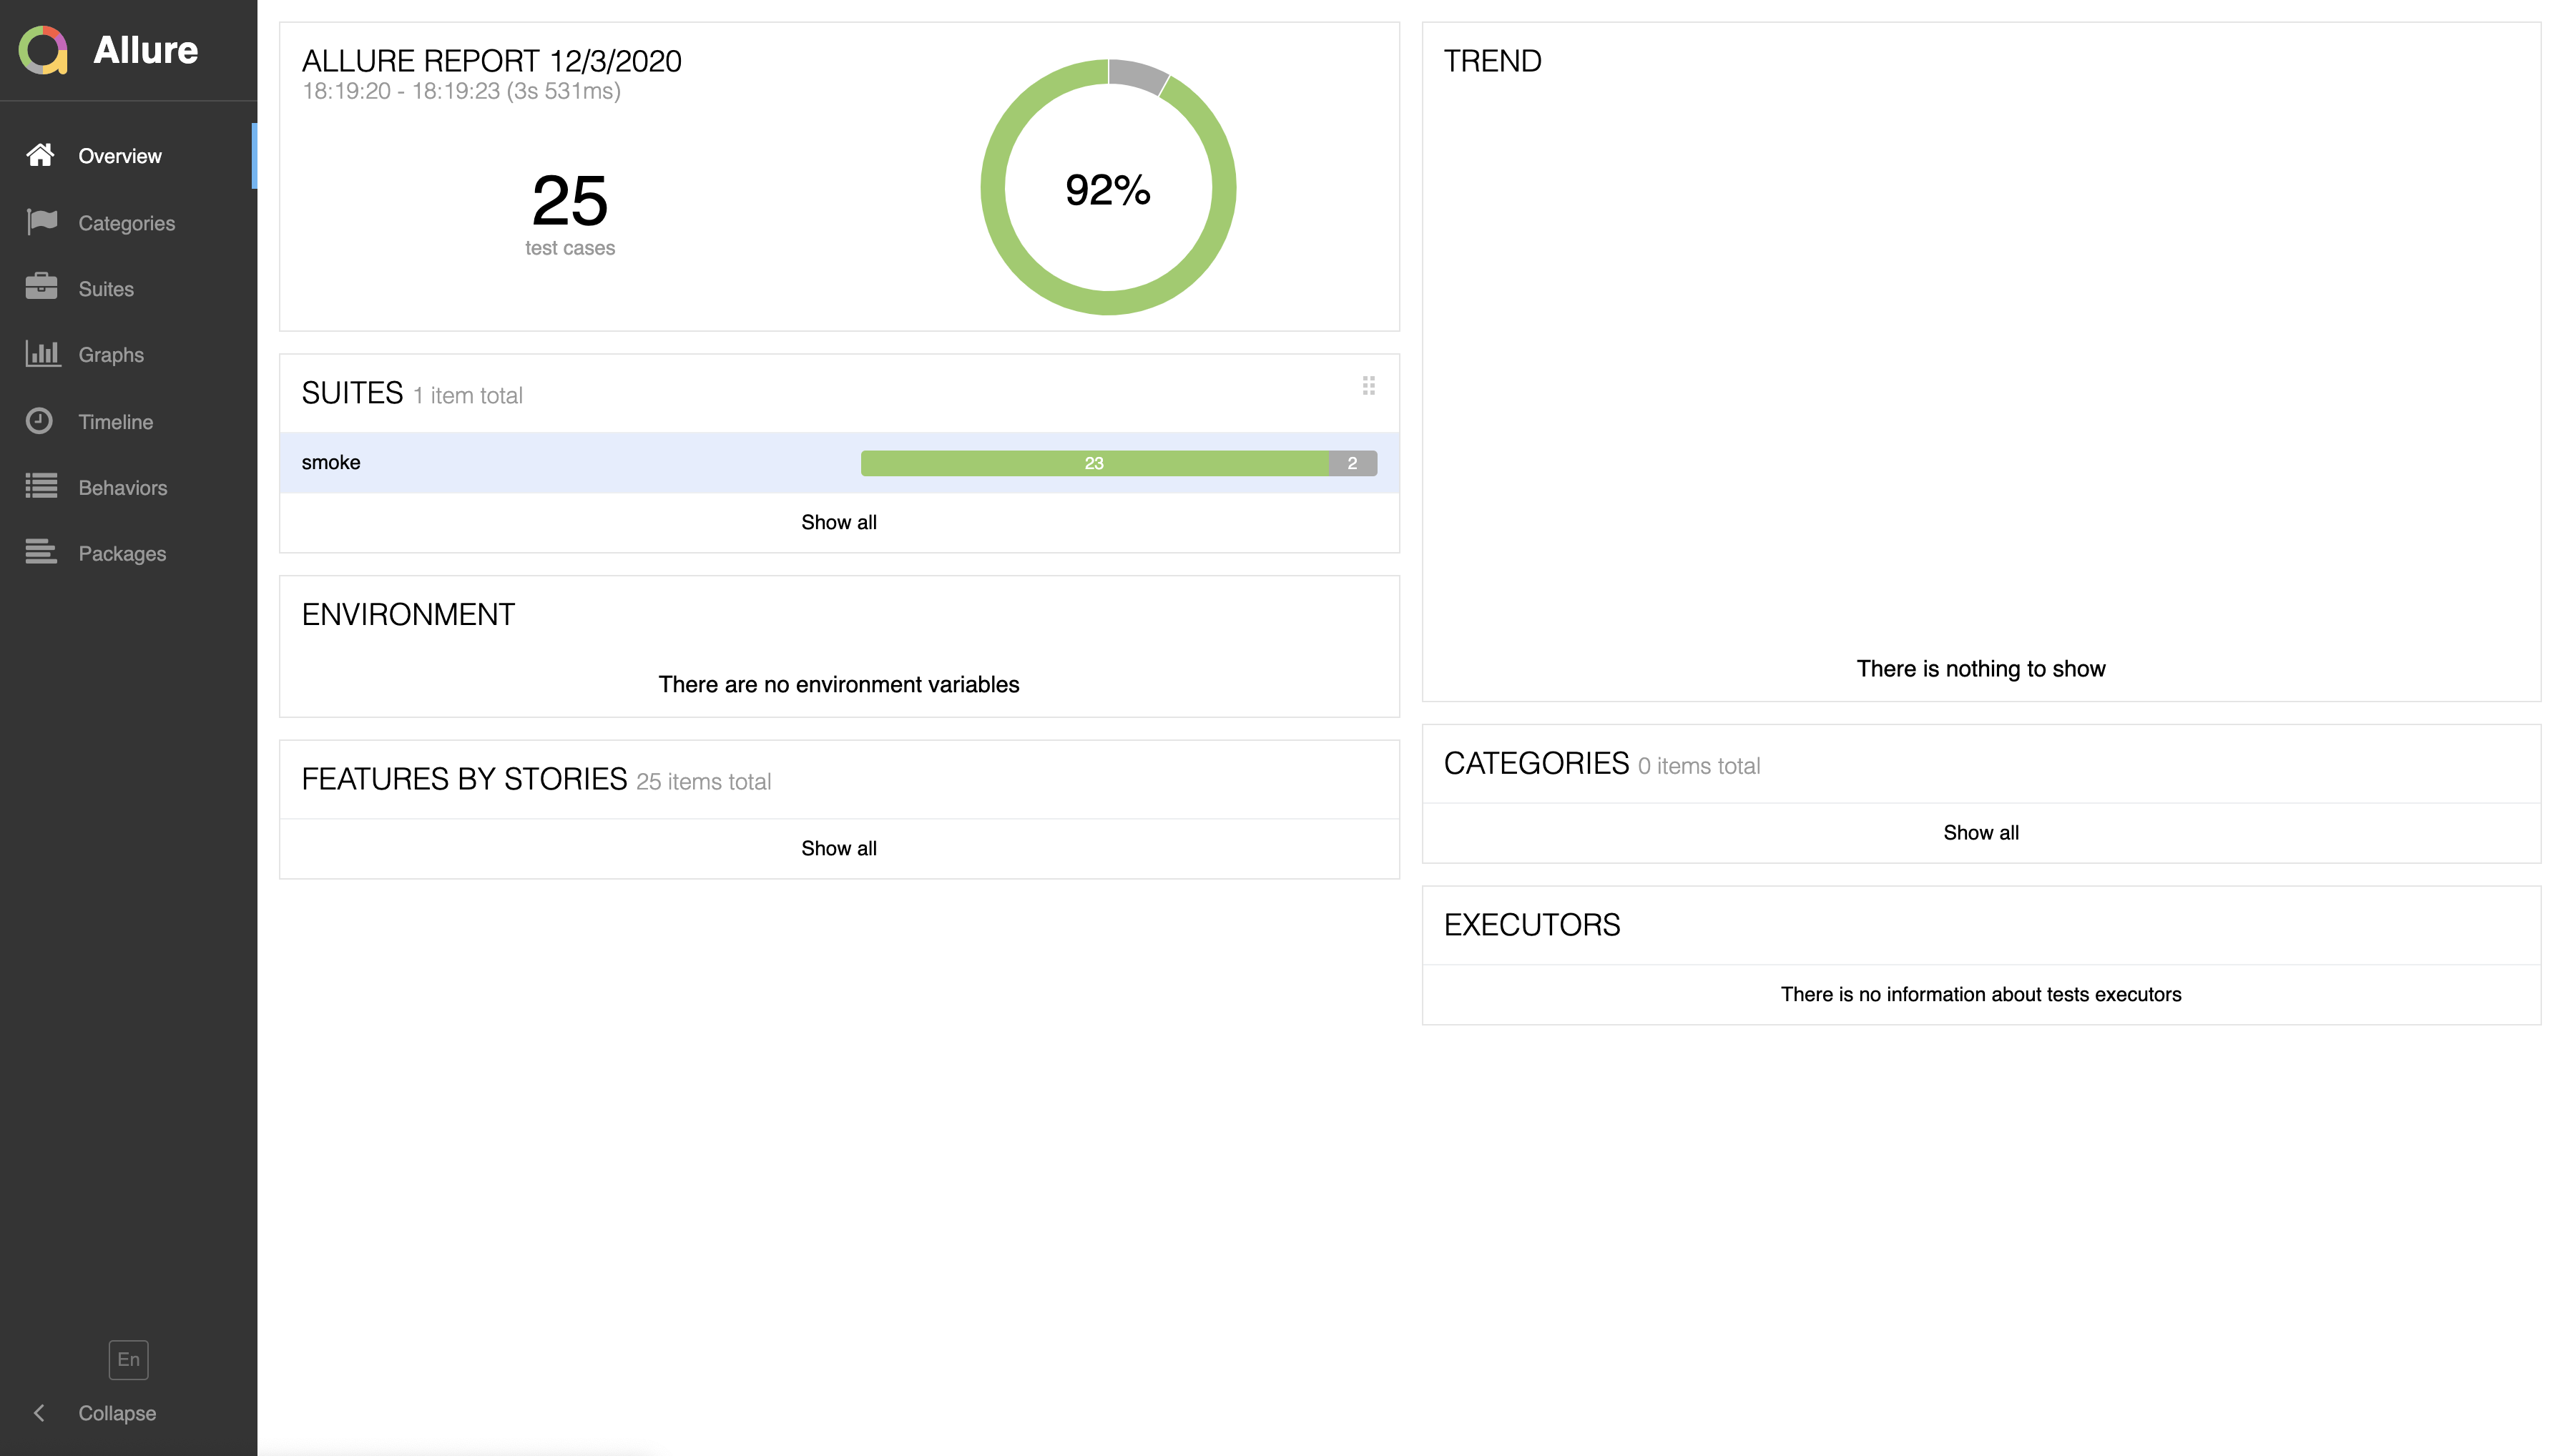 Allure
Overview
Categories
Suites
Graphs
Timeline
Behaviors
Packages
En
Collapse
ALLURE REPORT 12/3/2020
18:19:20 - 18:19:23 (3s 531ms)
25
test cases
92%
SUITES 1 item total
smoke 23 2
Show all
ENVIRONMENT
There are no environment variables
FEATURES BY STORIES 25 items total
Show all
TREND
There is nothing to show
CATEGORIES 0 items total
Show all
EXECUTORS
There is no information about tests executors